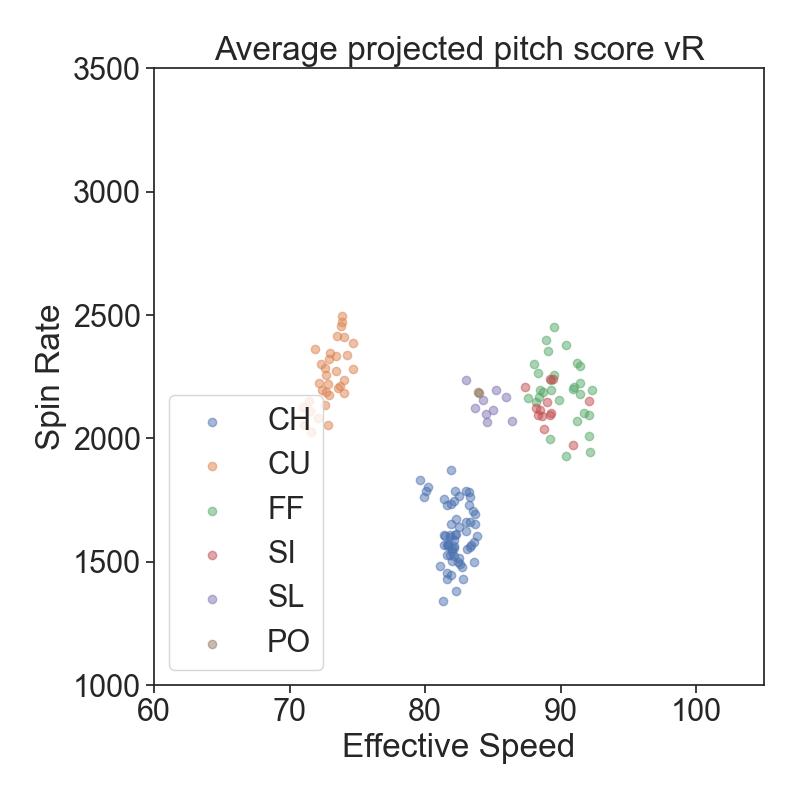 Average projected pitch score vR
3500
3000
2500
2000
1500
1000
Spin Rate
CH
CU
FF
SI
SL
PO
60 70 80 90 100
Effective Speed